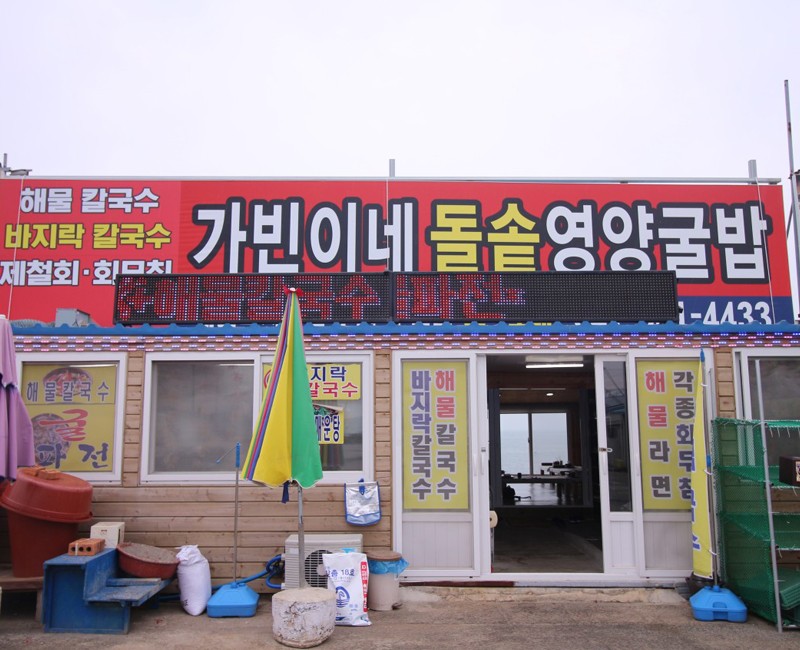 해물 칼국수
바지락 칼국수
제철회·회무침
가빈이네 돌솥영양굴밥
해물칼국수 파전
-4433
해물칼국수
굴
파전
지락
칼국수
매운탕
해물칼국수
바지락칼국수
각종회무침
해물라면